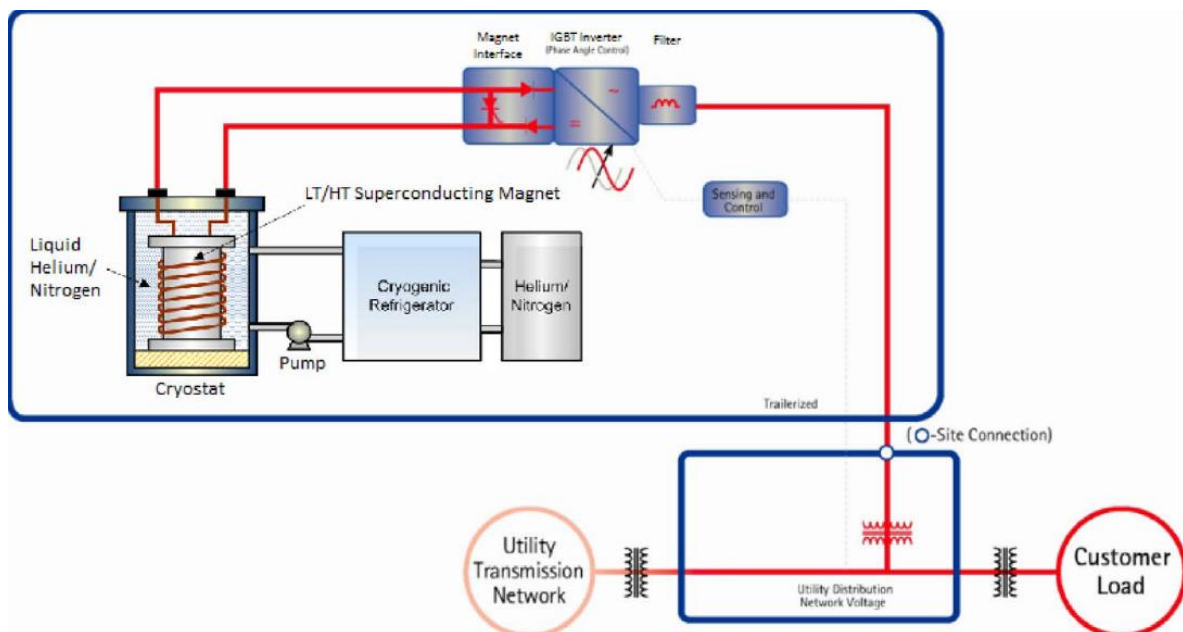 Magnet
Interface
IGBT Inverter
(Phase Angle Control)
Filter
~
=
Sensing and
Control
LT/HT Superconducting Magnet
Liquid
Helium/
Nitrogen
Cryogenic
Refrigerator
Helium/
Nitrogen
Pump
Cryostat
Trailerized
(O-Site Connection)
Utility
Transmission
Network
Utility Distribution
Network Voltage
Customer
Load